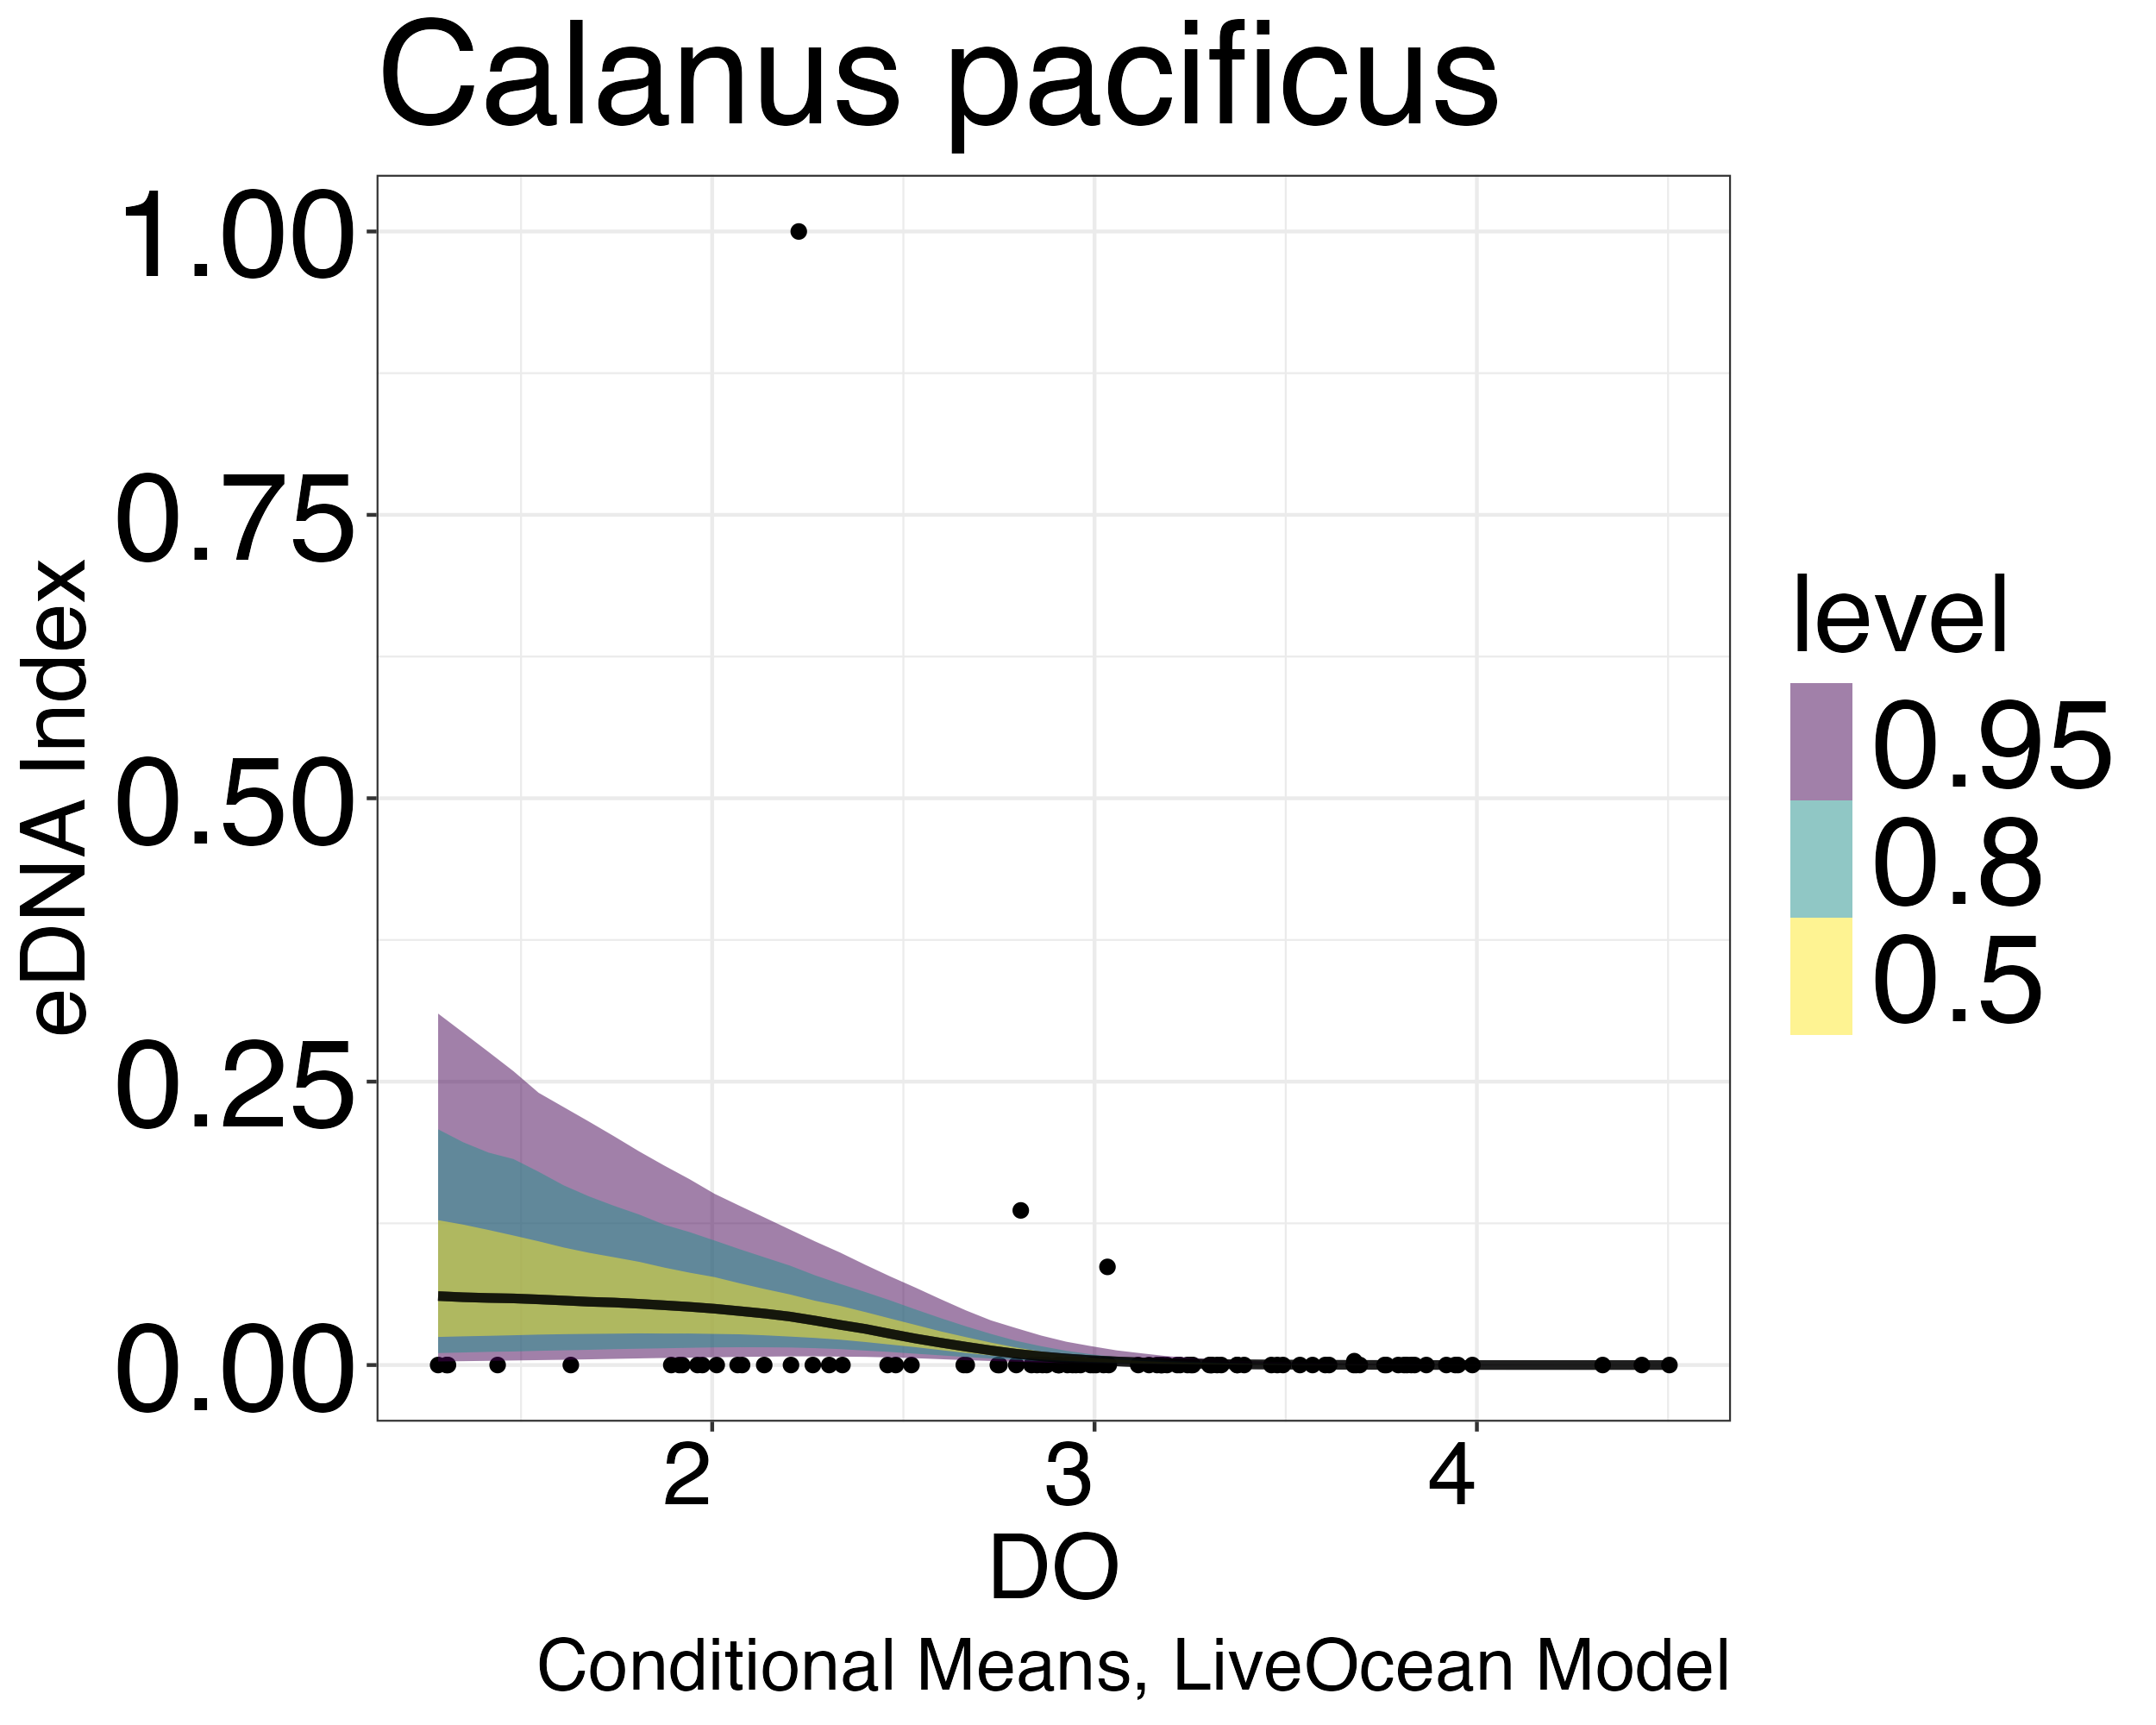 Calanus pacificus
1.00
0.75
0.50
0.25
0.00
eDNA Index
2 3 4
DO
Conditional Means, LiveOcean Model
level
0.95
0.8
0.5